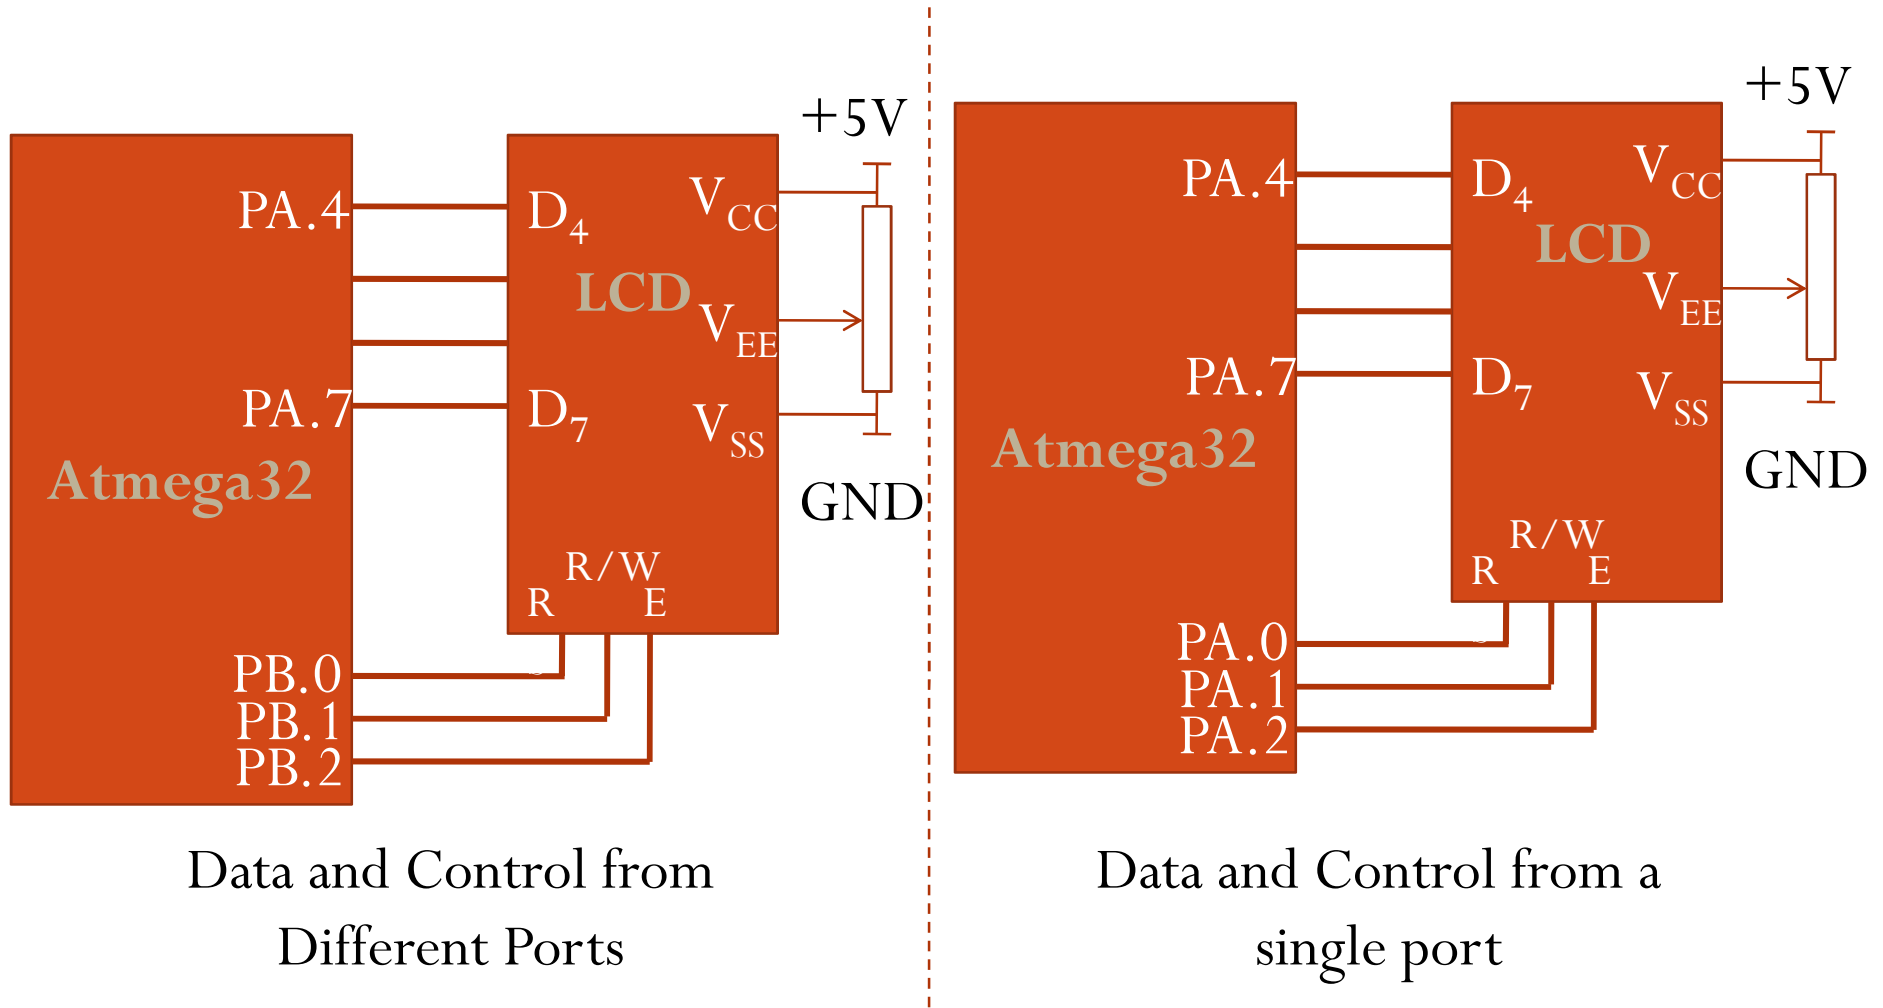 +5V
PA.4
D4
VCC
LCD
VEE
PA.7
D7
VSS
Atmega32
GND
R/W
R
E
PB.0
PB.1
PB.2
Data and Control from
Different Ports
+5V
PA.4
D4
VCC
LCD
VEE
PA.7
D7
VSS
Atmega32
GND
R/W
R
E
PA.0
PA.1
PA.2
Data and Control from a
single port